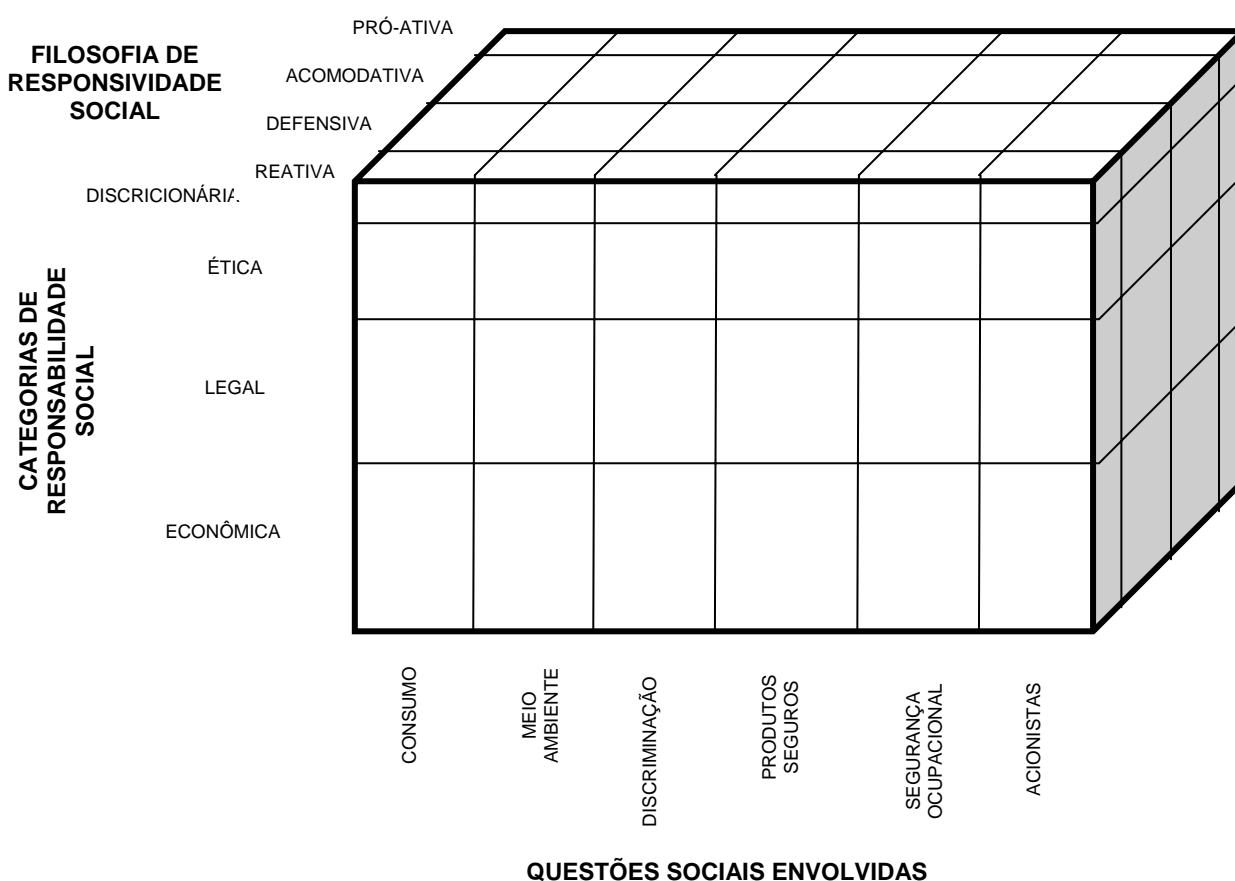 PRÓ-ATIVA
FILOSOFIA DE
RESPONSIVIDADE
SOCIAL
ACOMODATIVA
DEFENSIVA
REATIVA
DISCRICIONÁRIA
ÉTICA
CATEGORIAS DE
RESPONSABILIDADE
SOCIAL
LEGAL
ECONÔMICA
CONSUMO
MEIO
AMBIENTE
DISCRIMINAÇÃO
PRODUTOS
SEGUROS
SEGURANÇA
OCUPACIONAL
ACIONISTAS
QUESTÕES SOCIAIS ENVOLVIDAS